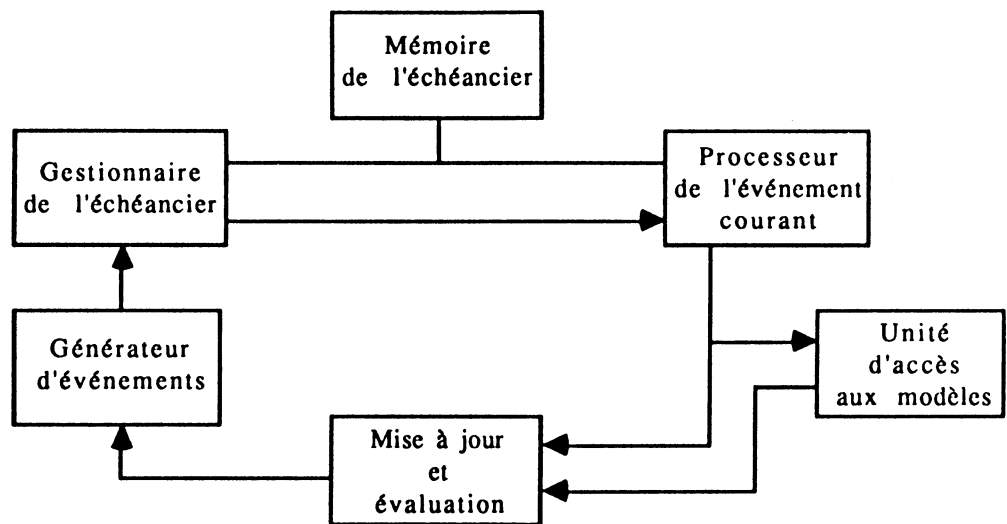 Mémoire
de l'échéancier
Gestionnaire
de l'échéancier
Processeur
de l'événement
courant
Générateur
d'événements
Unité
d'accès
aux modèles
Mise à jour
et
évaluation